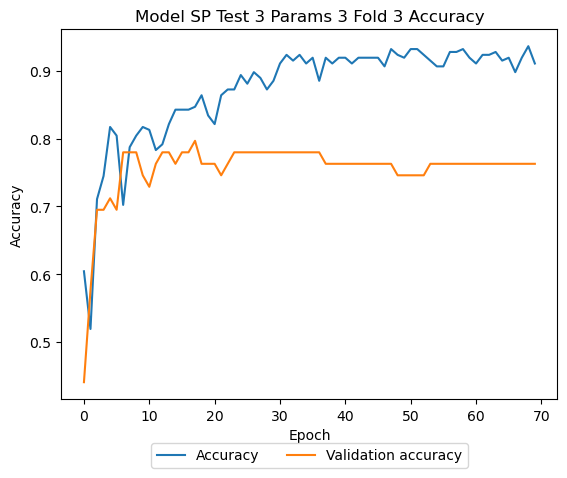 Model SP Test 3 Params 3 Fold 3 Accuracy
Accuracy
0.9
0.8
0.7
0.6
0.5
0 10 20 30 40 50 60 70
Epoch
Accuracy Validation accuracy